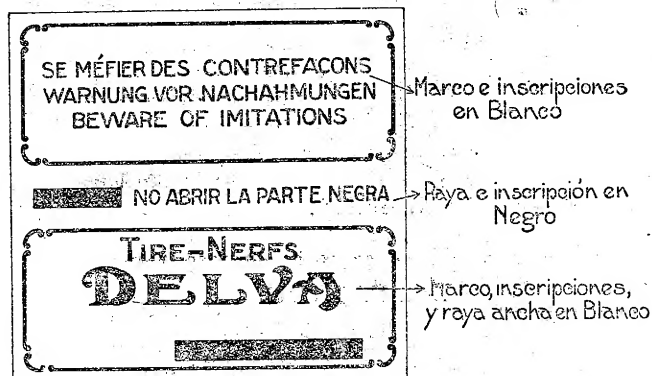 SE MÉFIER DES CONTREFAÇONS
WARNUNG VOR NACHAHMUNGEN
BEWARE OF IMITATIONS
Marco e inscripciones
en Blanco
NO ABRIR LA PARTE NEGRA
Raya e inscripción en
Negro
TIRE-NERFS
DELVA
Marco, inscripciones,
y raya ancha en Blanco